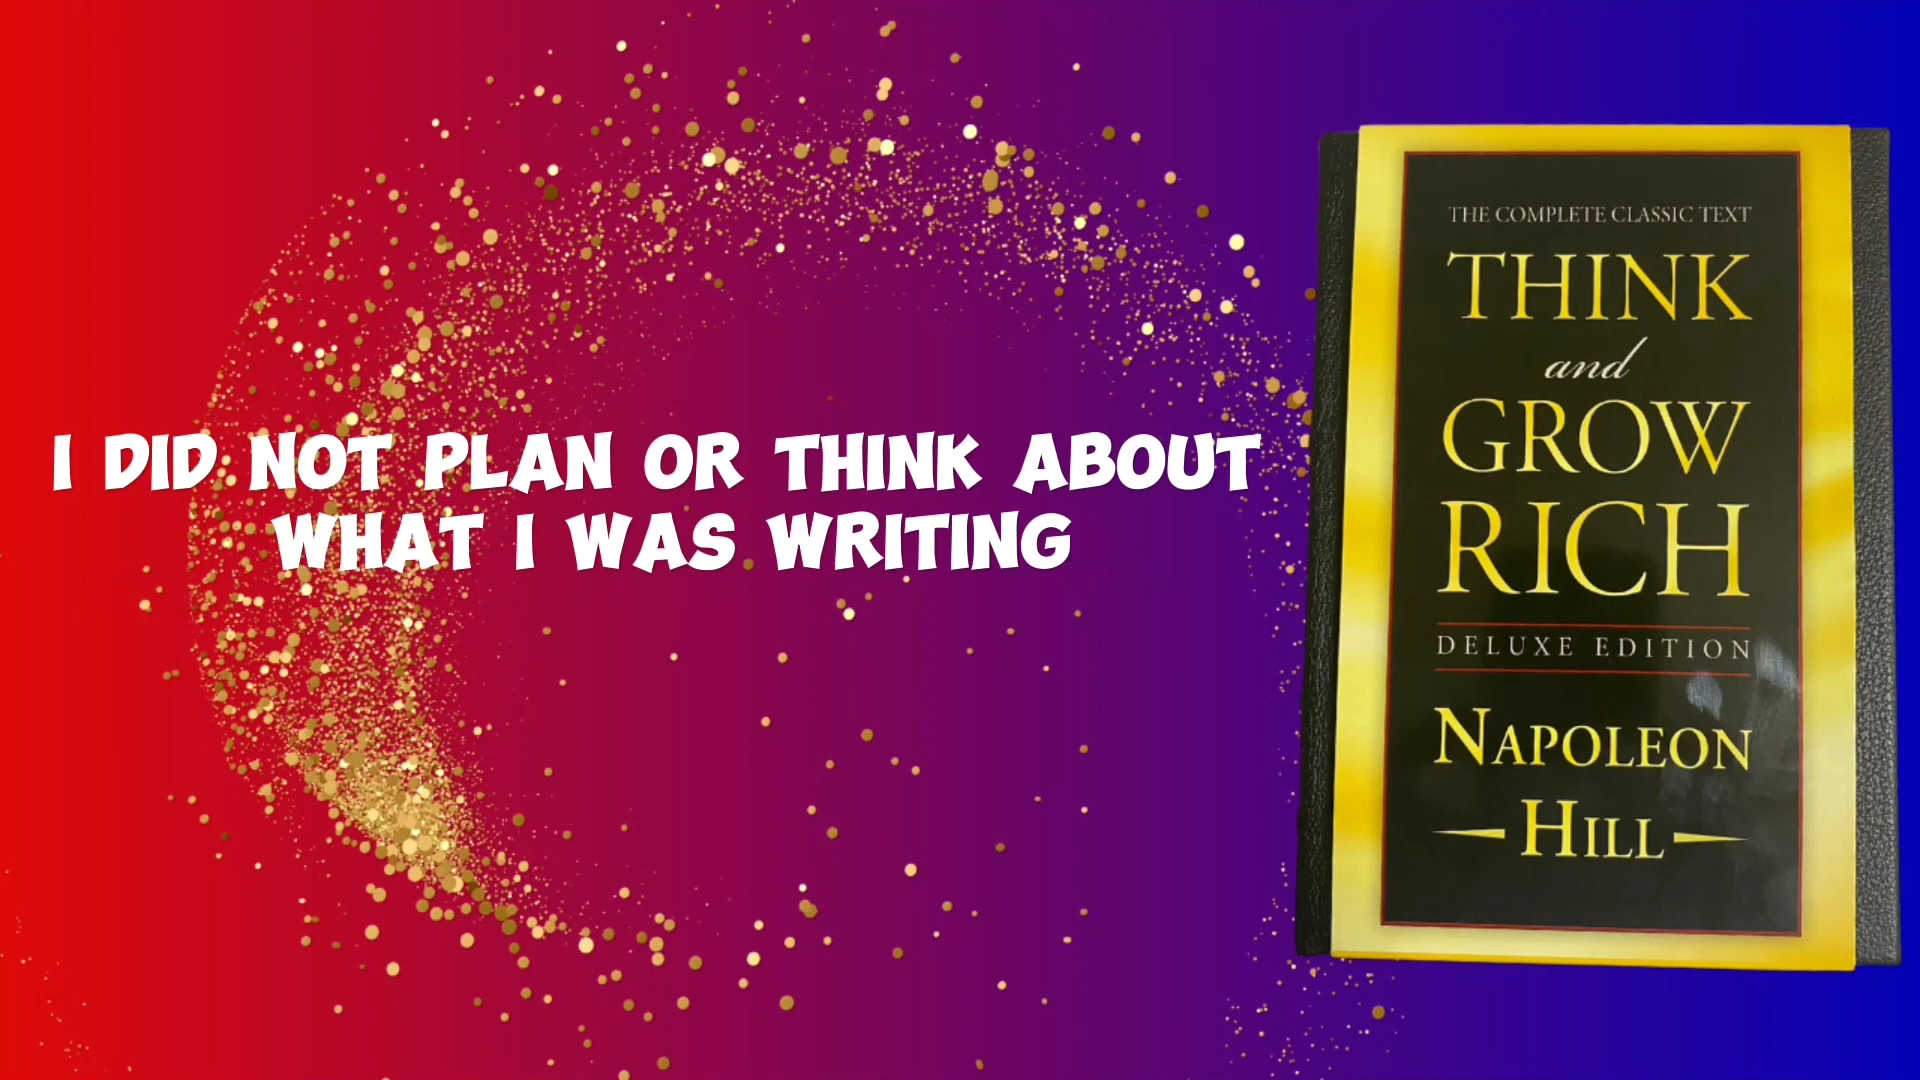 I DID NOT PLAN OR THINK ABOUT
WHAT I WAS WRITING
THE COMPLETE CLASSIC TEXT
THINK
and
GROW
RICH
DELUXE EDITION
NAPOLEON
HILL